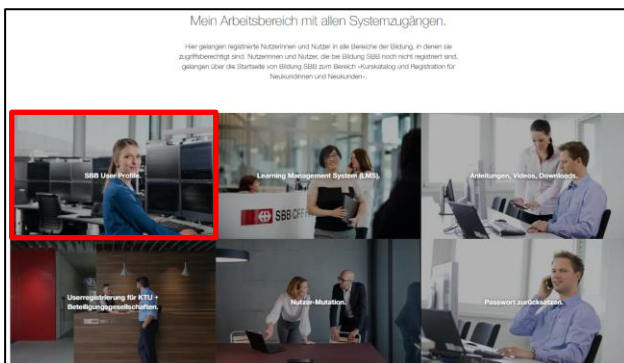 Mein Arbeitsbereich mit allen Systemzugängen.
Hier gelangen registrierte Nutzerinnen und Nutzer in alle Bereiche der Bildung, in denen sie
zugriffsberechtigt sind. Nutzerinnen und Nutzer, die bei Bildung SBB noch nicht registriert sind,
gelangen über die Startseite von Bildung SBB zum Bereich «Kurskatalog und Registration für
Neukundinnen und Neukunden».
SBB User Profile.
Learning Management System (LMS).
Anleitungen, Videos, Downloads.
SBB CFF FFS
Userregistrierung für KTU +
Beteiligungsgesellschaften.
Nutzer-Mutation.
Passwort zurücksetzen.